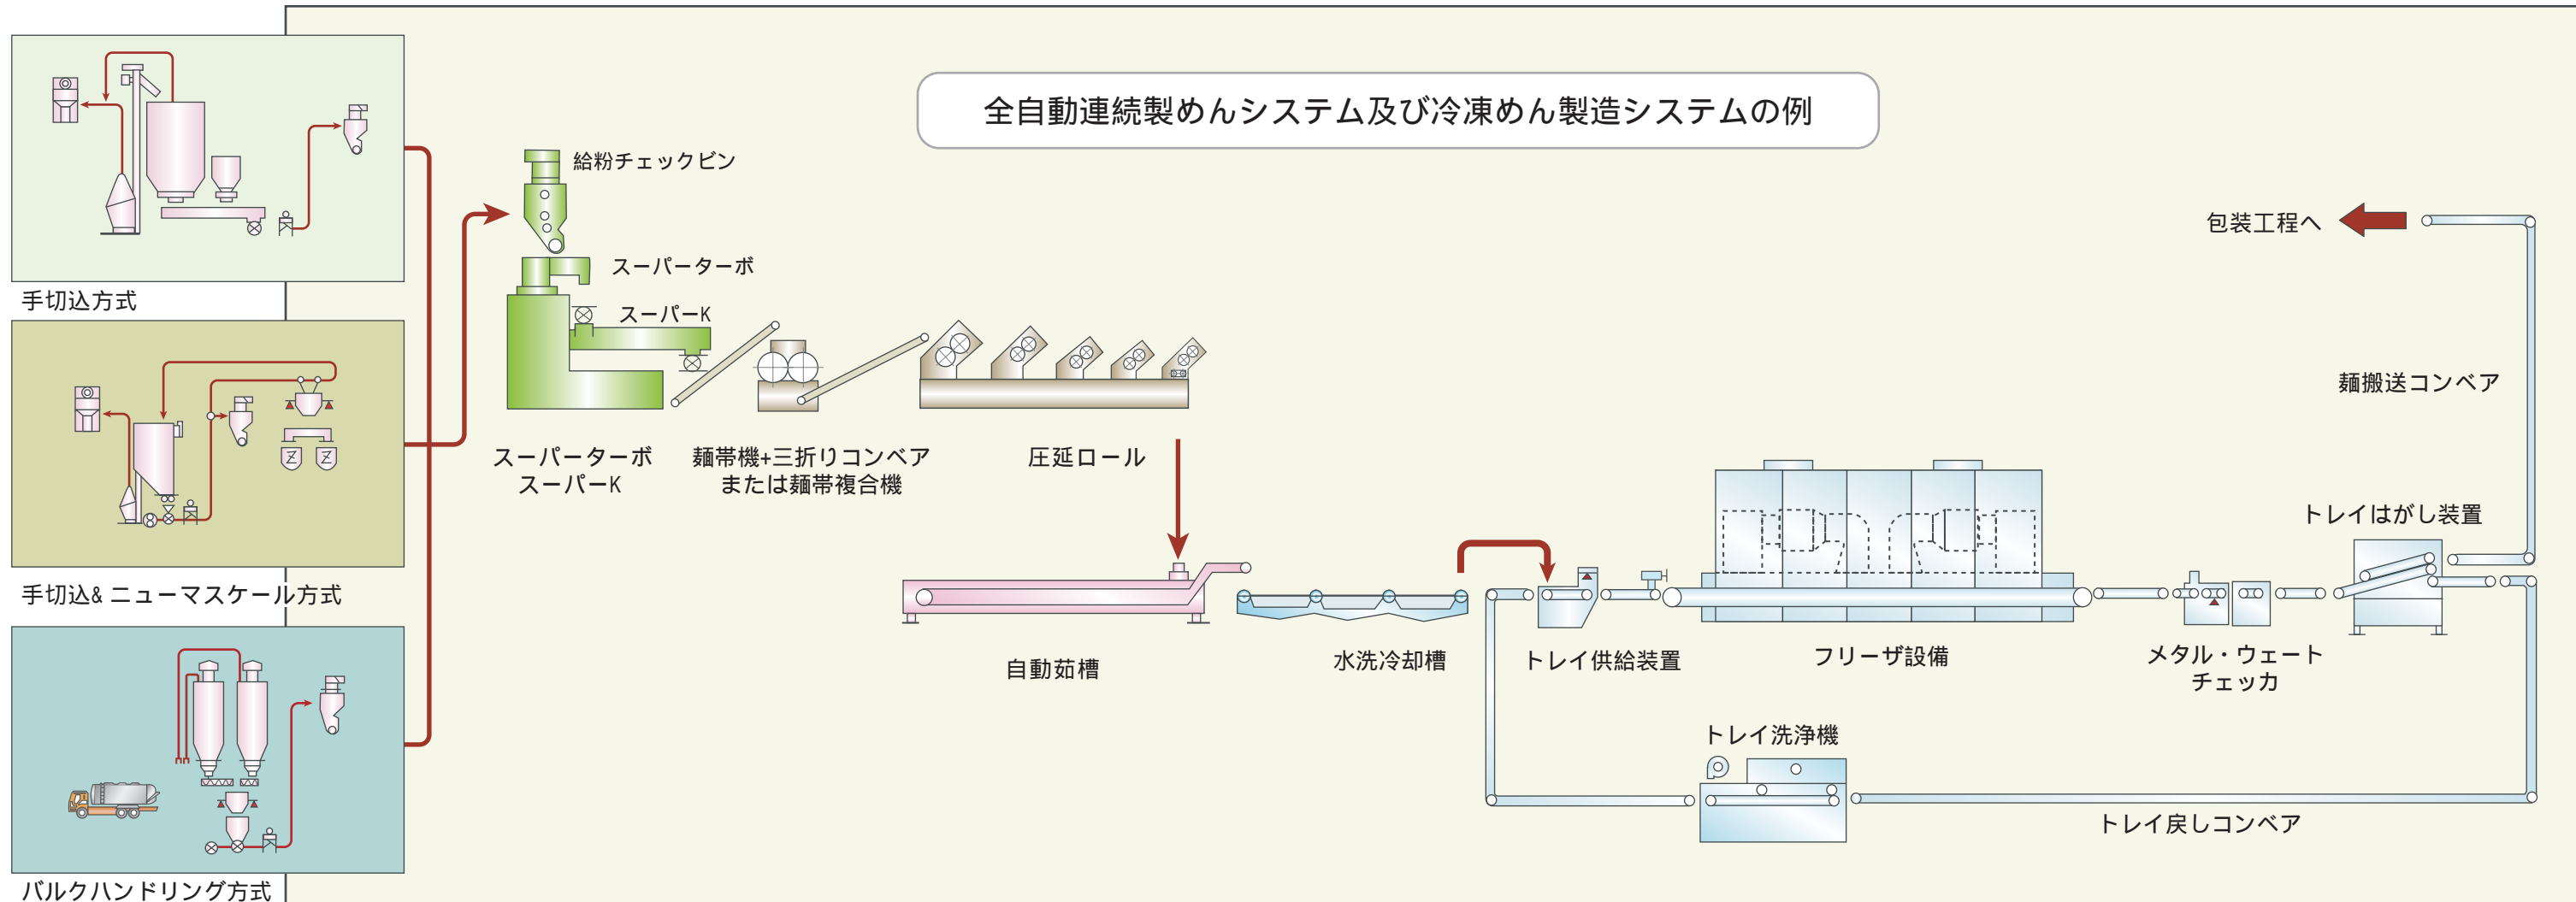 全自動連続製めんシステム及び冷凍めん製造システムの例
手切込方式
手切込& ニューマスケール方式
バルクハンドリング方式
給粉チェックビン
スーパーターボ
スーパーK
スーパーターボ
スーパーK
麺帯機+三折りコンベア
または麺帯複合機
圧延ロール
自動茹槽
水洗冷却槽
トレイ供給装置
フリーザ設備
メタル・ウェート
チェッカ
トレイはがし装置
麺搬送コンベア
包装工程へ
トレイ洗浄機
トレイ戻しコンベア